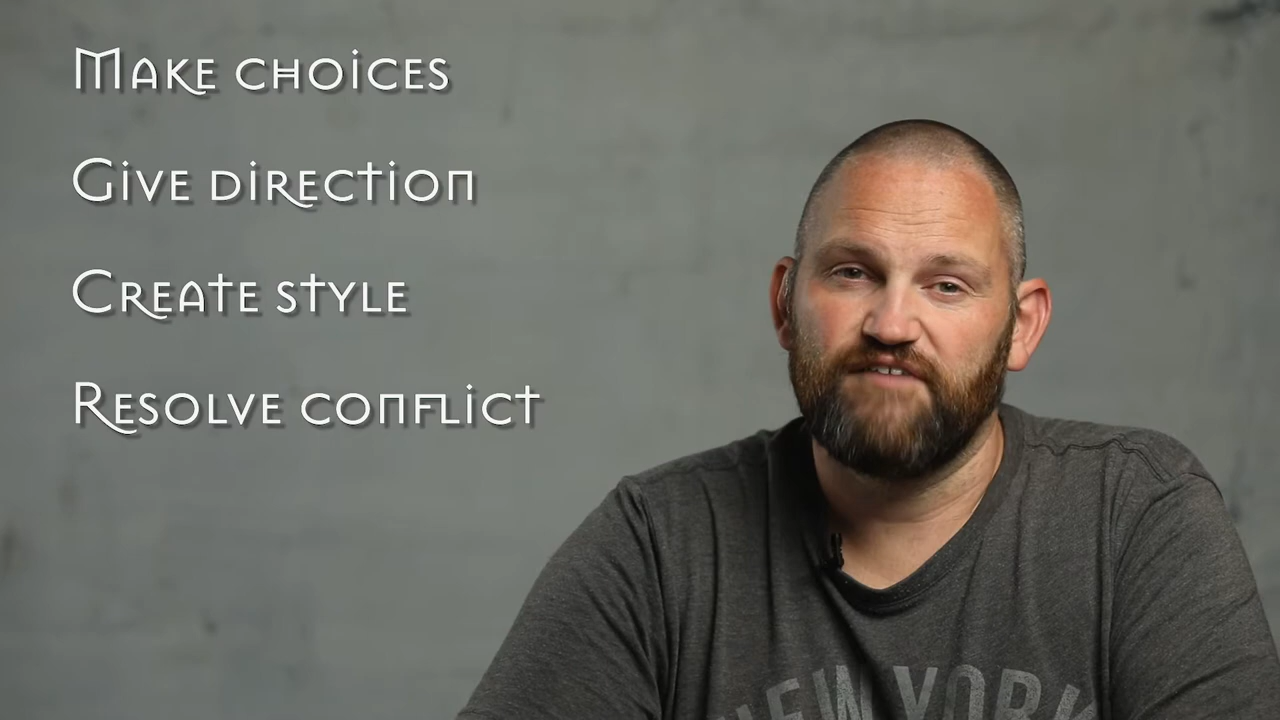 Make choices
Give direction
Create style
Resolve conflict
NEW YORK